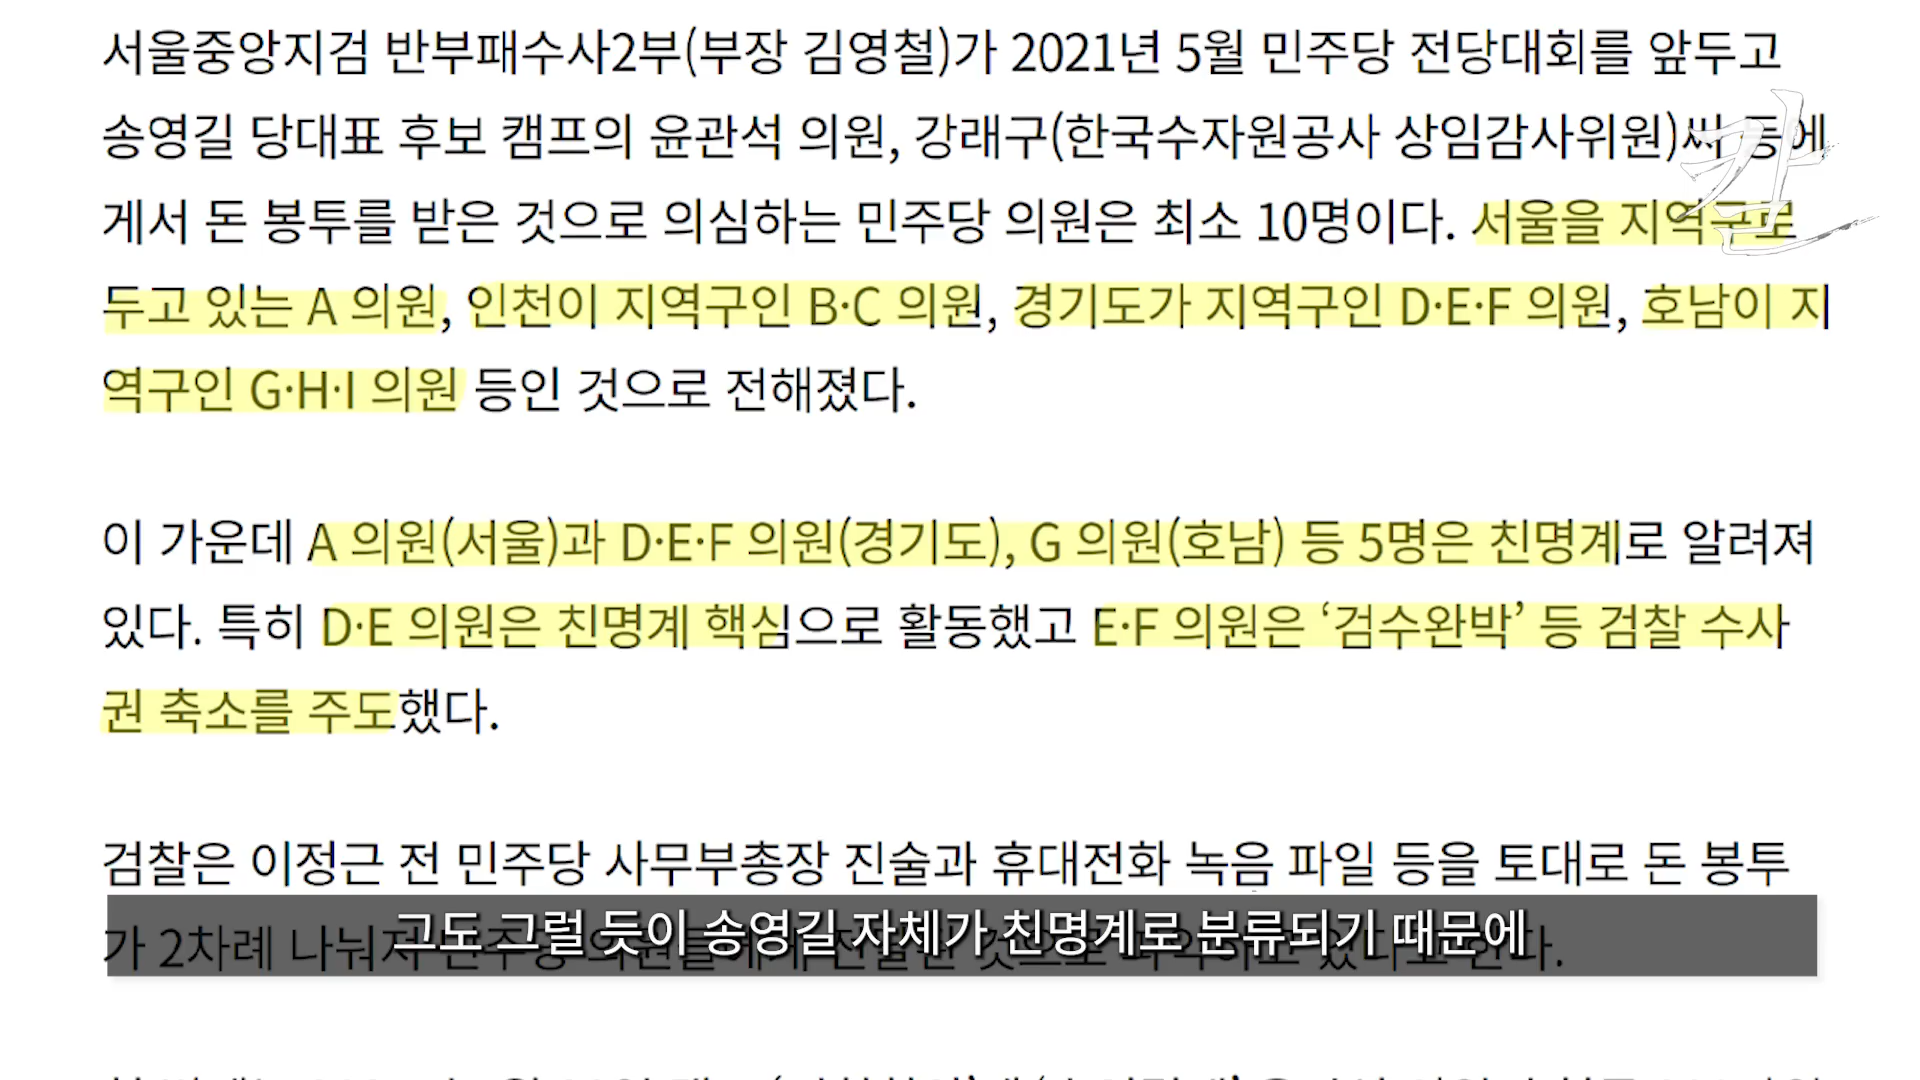 서울중앙지검 반부패수사2부(부장 김영철)가 2021년 5월 민주당 전당대회를 앞두고
송영길 당대표 후보 캠프의 윤관석 의원, 강래구(한국수자원공사 상임감사위원)씨 등에
게서 돈 봉투를 받은 것으로 의심하는 민주당 의원은 최소 10명이다. 서울을 지역구로
칼
두고 있는 A 의원, 인천이 지역구인 B·C 의원, 경기도가 지역구인 D·E·F 의원, 호남이 지
역구인 G·H·I 의원 등인 것으로 전해졌다.
이 가운데 A 의원(서울)과 D·E·F 의원(경기도), G 의원(호남) 등 5명은 친명계로 알려져
있다. 특히 D·E 의원은 친명계 핵심으로 활동했고 E·F 의원은 ‘검수완박’ 등 검찰 수사
권 축소를 주도했다.
검찰은 이정근 전 민주당 사무부총장 진술과 휴대전화 녹음 파일 등을 토대로 돈 봉투
가 2차례 나눠져
그도 그럴 듯이 송영길 자체가 친명계로 분류되기 때문에